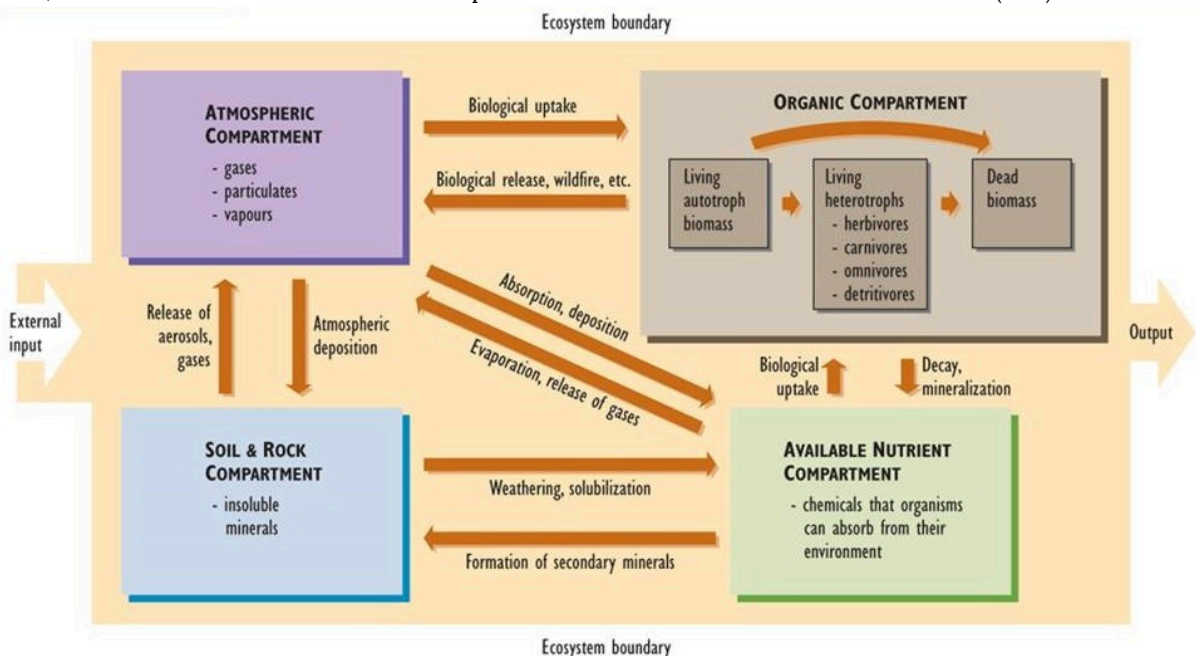 Ecosystem boundary
ATMOSPHERIC
COMPARTMENT
- gases
- particulates
- vapours
Biological uptake
Biological release, wildfire, etc.
ORGANIC COMPARTMENT
Living
autotroph
biomass
Living
heterotrophs
- herbivores
- carnivores
- omnivores
- detritivores
Dead
biomass
External
input
Release of
aerosols,
gases
Atmospheric
deposition
Absorption, deposition
Evaporation, release of gases
Biological
uptake
Decay,
mineralization
Output
SOIL & ROCK
COMPARTMENT
- insoluble
minerals
Weathering, solubilization
Formation of secondary minerals
AVAILABLE NUTRIENT
COMPARTMENT
- chemicals that organisms
can absorb from their
environment
Ecosystem boundary